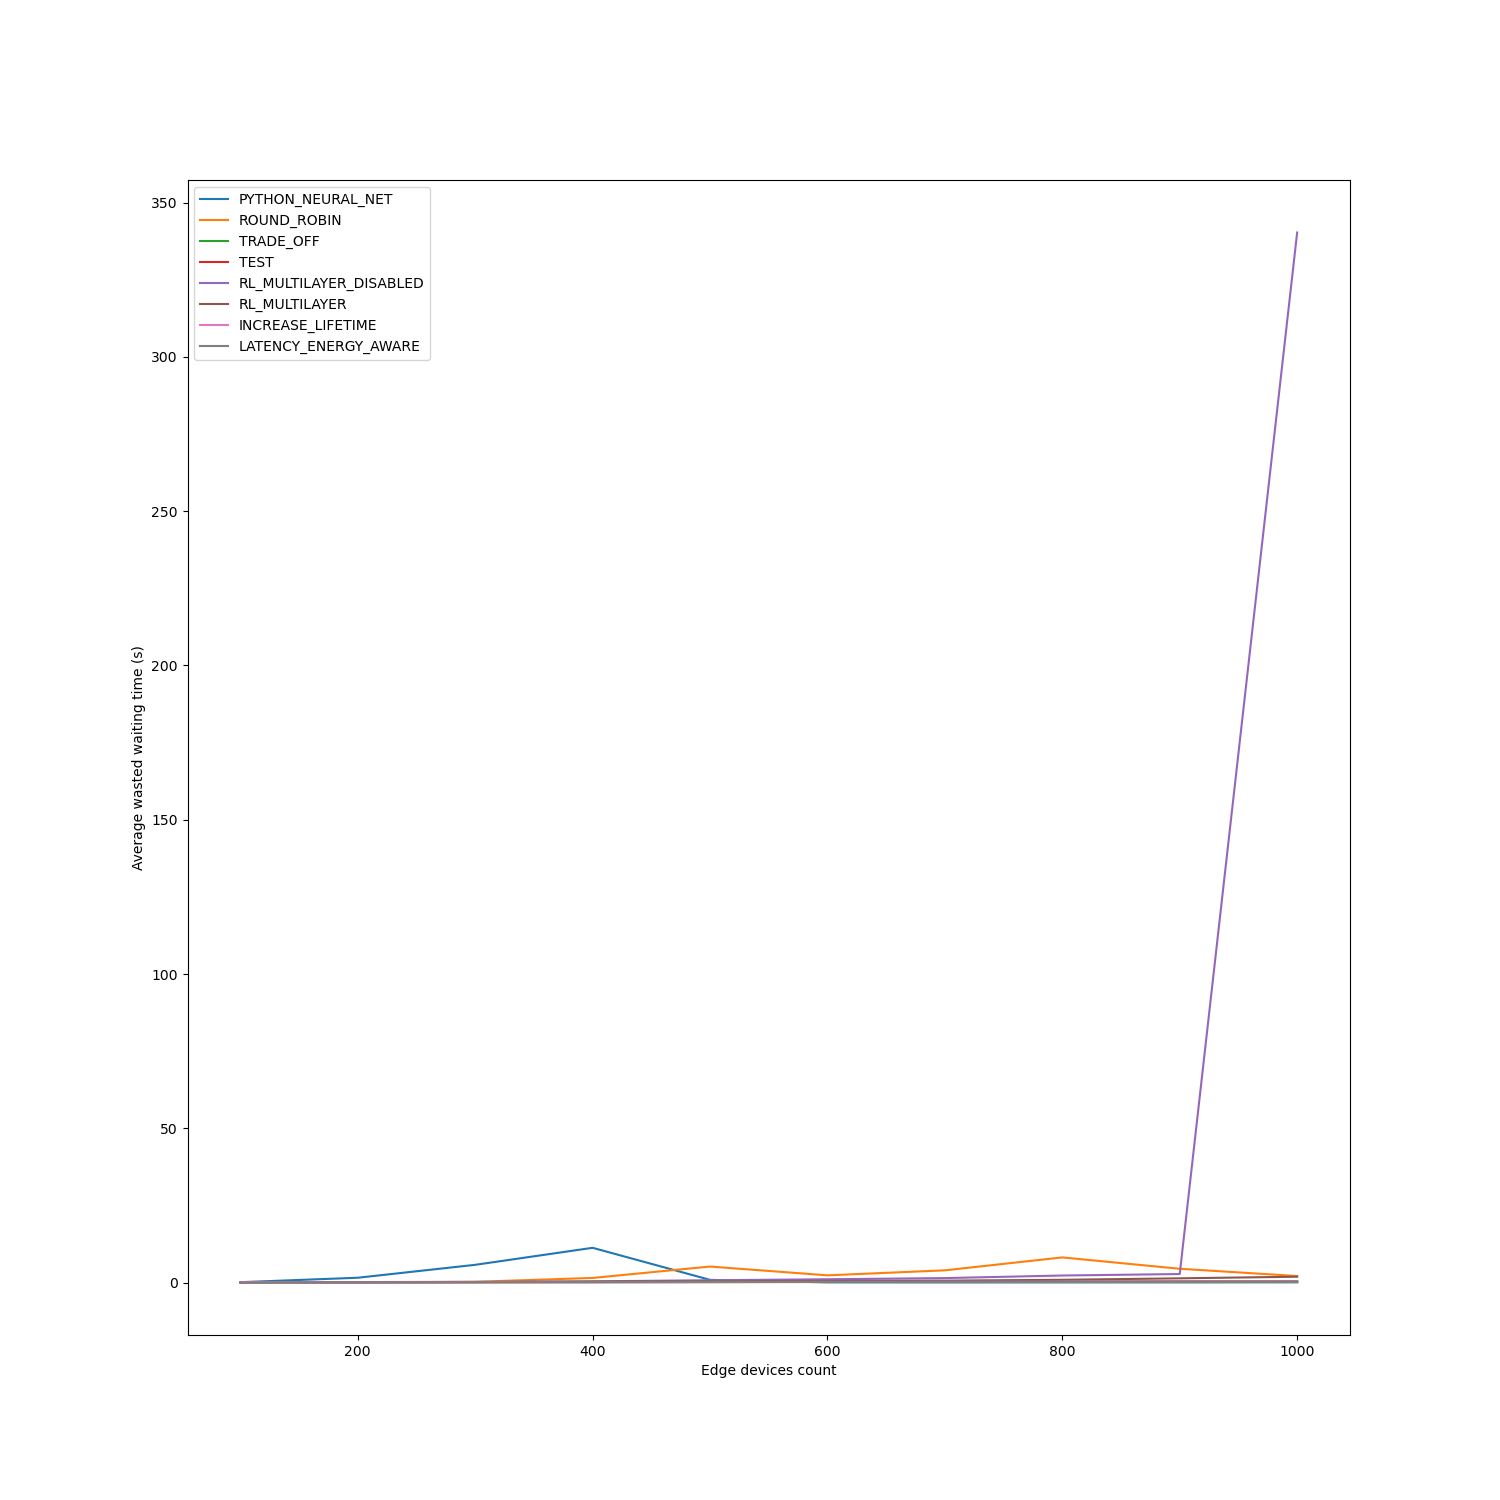 PYTHON_NEURAL_NET
ROUND_ROBIN
TRADE_OFF
TEST
RL_MULTILAYER_DISABLED
RL_MULTILAYER
INCREASE_LIFETIME
LATENCY_ENERGY_AWARE
350
300
250
200
150
100
50
0
Average wasted waiting time (s)
200 400 600 800 1000
Edge devices count